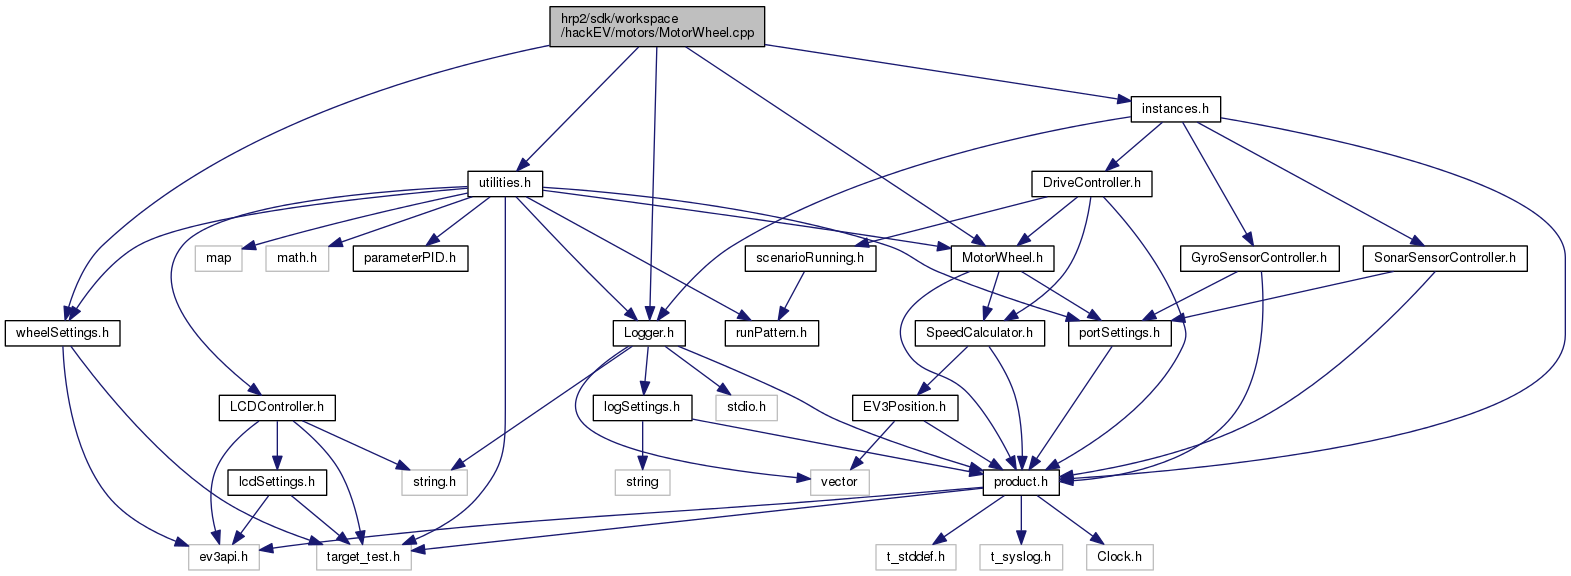 hrp2/sdk/workspace
/hackEV/motors/MotorWheel.cpp
instances.h
utilities.h
DriveController.h
map
math.h
parameterPID.h
scenarioRunning.h
MotorWheel.h
GyroSensorController.h
SonarSensorController.h
wheelSettings.h
Logger.h
runPattern.h
SpeedCalculator.h
portSettings.h
LCDController.h
logSettings.h
stdio.h
EV3Position.h
lcdSettings.h
string.h
string
vector
product.h
ev3api.h
target_test.h
t_stddef.h
t_syslog.h
Clock.h